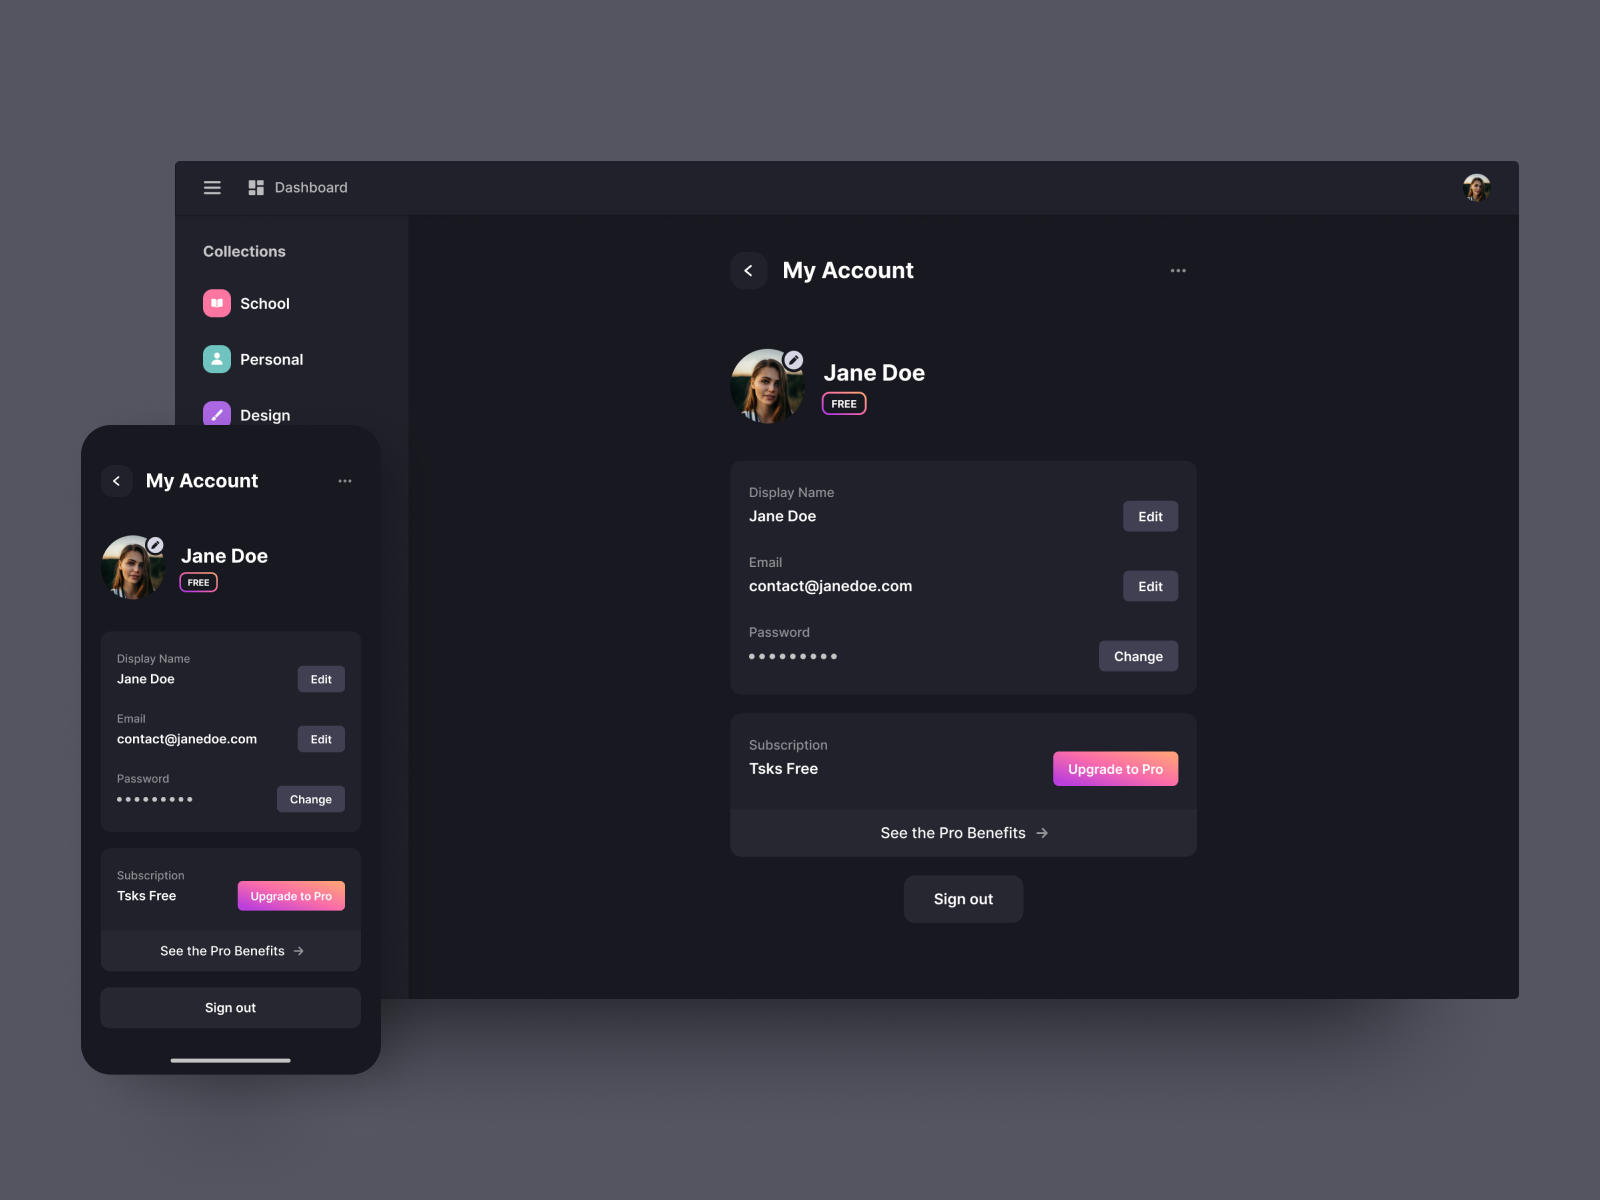 Dashboard
Collections
School
Personal
Design
My Account
Jane Doe
FREE
Display Name
Jane Doe
Edit
Email
contact@janedoe.com
Edit
Password
Change
Subscription
Tsks Free
Upgrade to Pro
See the Pro Benefits →
Sign out
My Account
Jane Doe
FREE
Display Name
Jane Doe
Edit
Email
contact@janedoe.com
Edit
Password
Change
Subscription
Tsks Free
Upgrade to Pro
See the Pro Benefits →
Sign out